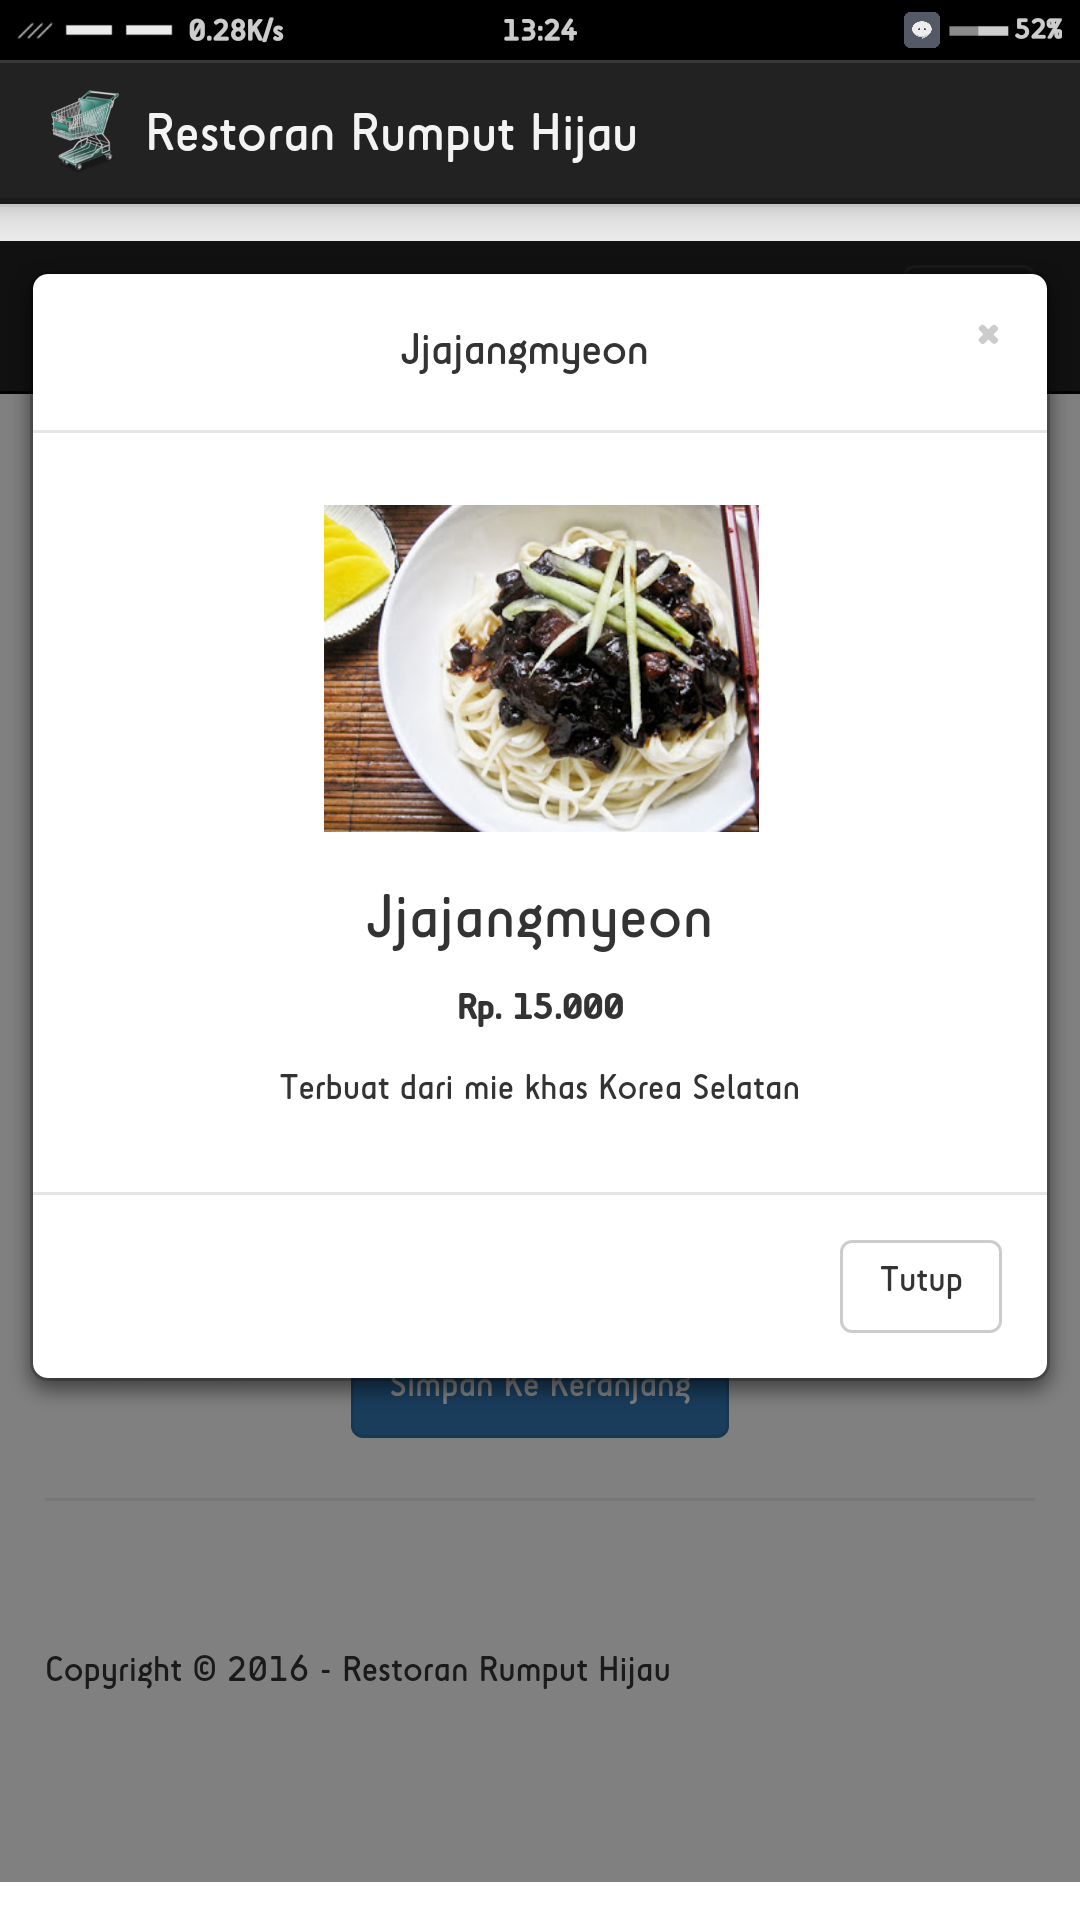 0.28K/s 13:24 52%
Restoran Rumput Hijau
Jjajangmyeon
Jjajangmyeon
Rp. 15.000
Terbuat dari mie khas Korea Selatan
Tutup
Simpan Ke Keranjang
Copyright © 2016 - Restoran Rumput Hijau